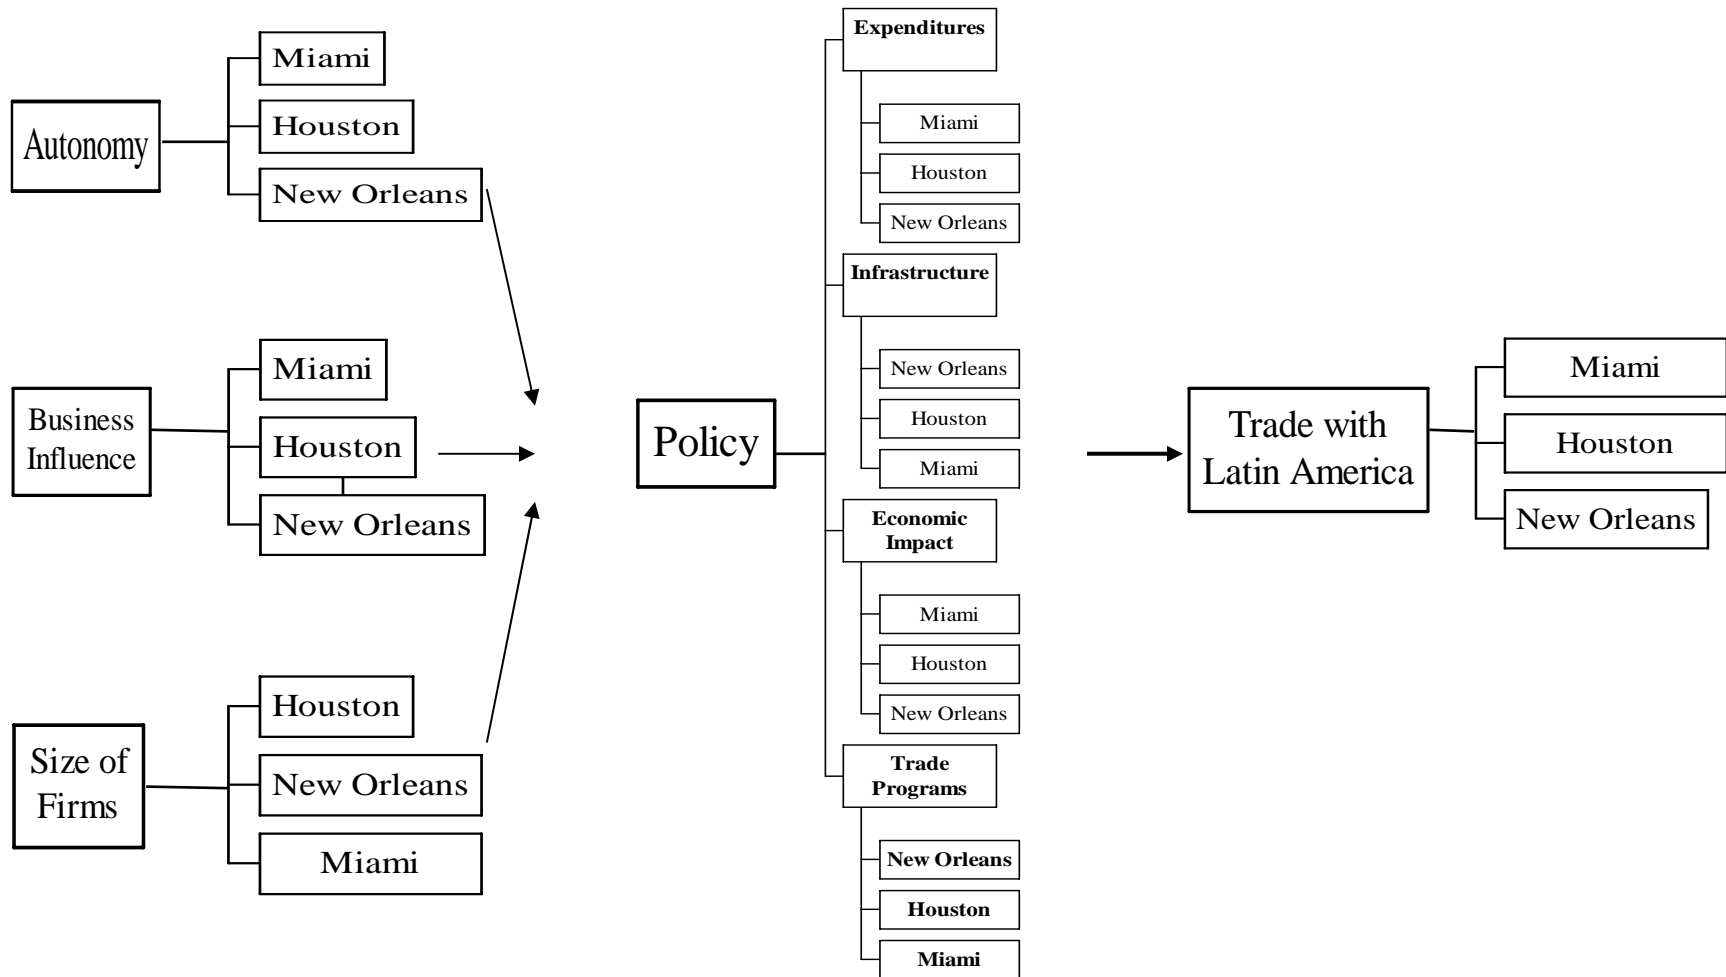 Autonomy
Miami
Houston
New Orleans
Business
Influence
Miami
Houston
New Orleans
Size of
Firms
Houston
New Orleans
Miami
Policy
Expenditures
Miami
Houston
New Orleans
Infrastructure
New Orleans
Houston
Miami
Economic
Impact
Miami
Houston
New Orleans
Trade
Programs
New Orleans
Houston
Miami
Trade with
Latin America
Miami
Houston
New Orleans